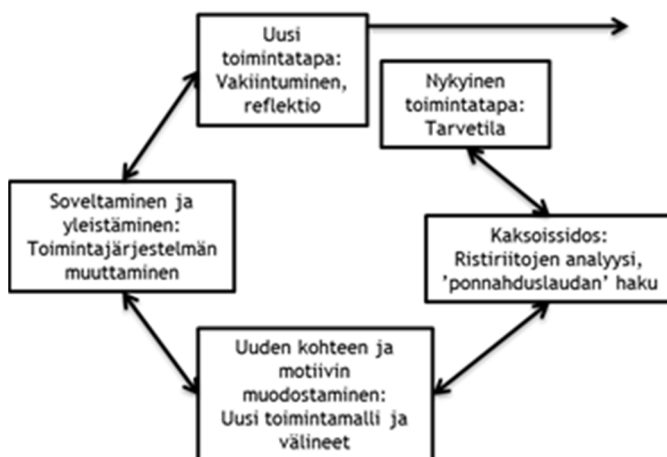 Uusi
toimintatapa:
Vakiintuminen,
reflektio
Nykyinen
toimintatapa:
Tarvetila
Soveltaminen ja
yleistäminen:
Toimintajärjestelmän
muuttaminen
Kaksoissidos:
Ristiriitojen analyysi,
’ponnahduslaudan’ haku
Uuden kohteen ja
motiivin
muodostaminen:
Uusi toimintamalli ja
välineet